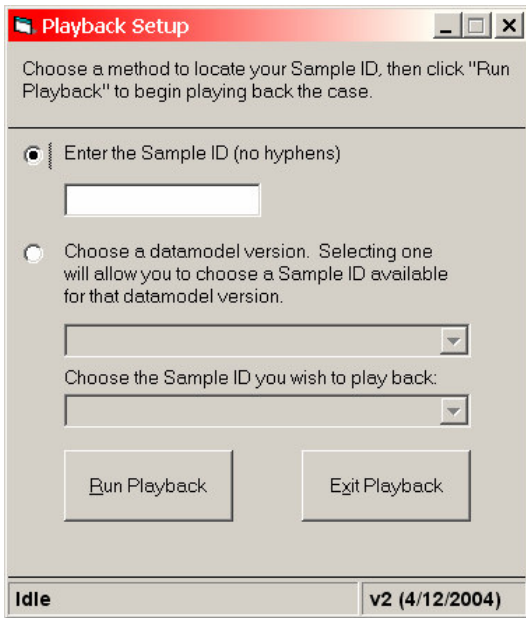 Playback Setup
Choose a method to locate your Sample ID, then click "Run
Playback" to begin playing back the case.
Enter the Sample ID (no hyphens)
Choose a datamodel version. Selecting one
will allow you to choose a Sample ID available
for that datamodel version.
Choose the Sample ID you wish to play back:
Run Playback
Exit Playback
Idle
v2 (4/12/2004)